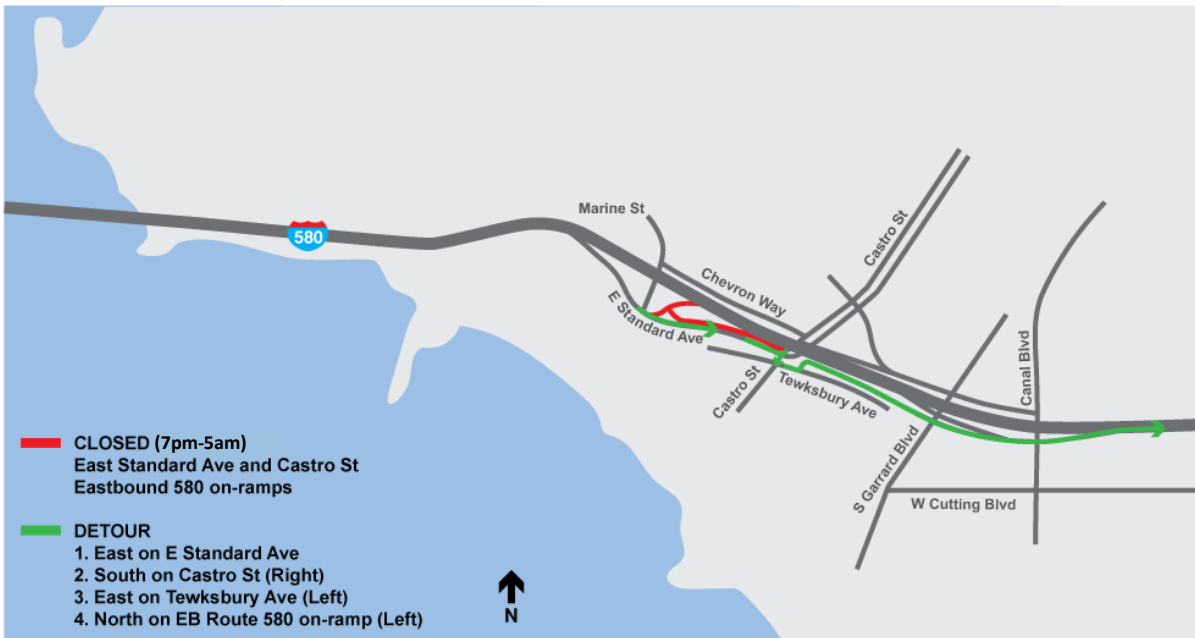 Marine St
580
Castro St
Chevron Way
E Standard Ave
Castro St
Tewksbury Ave
Canal Blvd
S Garrard Blvd
W Cutting Blvd
CLOSED (7pm-5am)
East Standard Ave and Castro St
Eastbound 580 on-ramps
DETOUR
1. East on E Standard Ave
2. South on Castro St (Right)
3. East on Tewksbury Ave (Left)
4. North on EB Route 580 on-ramp (Left)
N